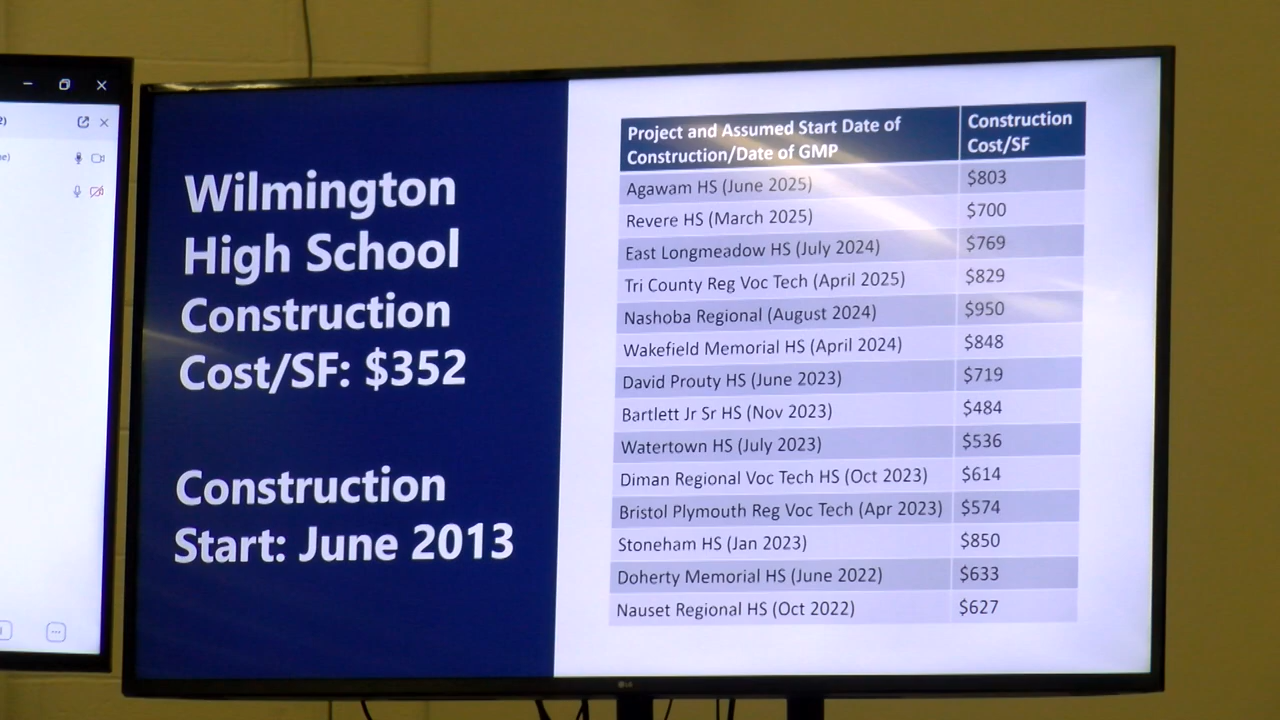 Wilmington
High School
Construction
Cost/SF: $352
Construction
Start: June 2013
Project and Assumed Start Date of
Construction/Date of GMP
Construction
Cost/SF
Agawam HS (June 2025) $803
Revere HS (March 2025) $700
East Longmeadow HS (July 2024) $769
Tri County Reg Voc Tech (April 2025) $829
Nashoba Regional (August 2024) $950
Wakefield Memorial HS (April 2024) $848
David Prouty HS (June 2023) $719
Bartlett Jr Sr HS (Nov 2023) $484
Watertown HS (July 2023) $536
Diman Regional Voc Tech HS (Oct 2023) $614
Bristol Plymouth Reg Voc Tech (Apr 2023) $574
Stoneham HS (Jan 2023) $850
Doherty Memorial HS (June 2022) $633
Nauset Regional HS (Oct 2022) $627
LG